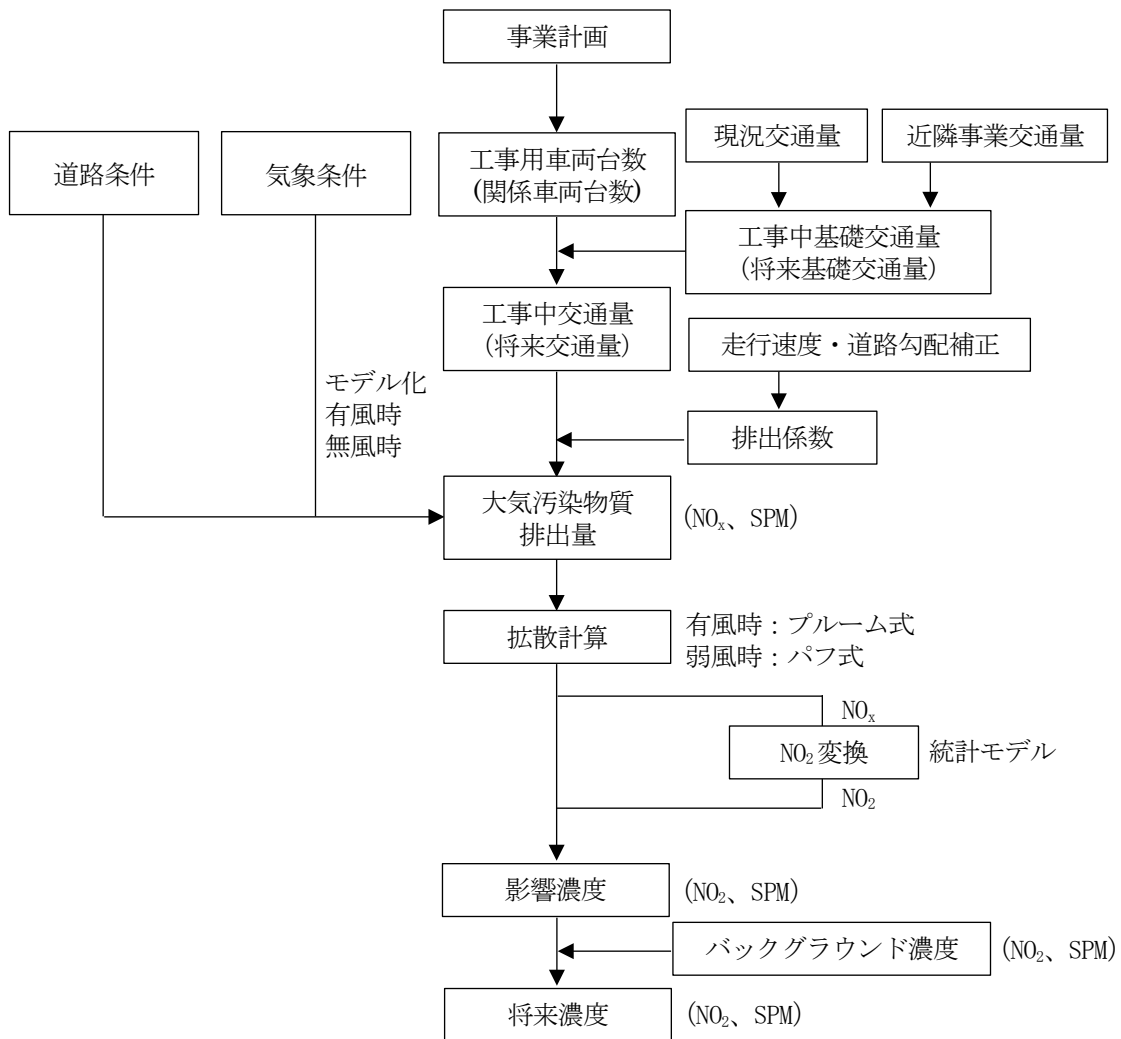 事業計画
現況交通量
近隣事業交通量
道路条件
気象条件
工事用車両台数
(関係車両台数)
工事中基礎交通量
(将来基礎交通量)
工事中交通量
(将来交通量)
走行速度・道路勾配補正
モデル化
有風時
無風時
排出係数
大気汚染物質
排出量
(NOx、SPM)
拡散計算
有風時：プルーム式
弱風時：パフ式
NOx
NO2変換
統計モデル
NO2
影響濃度
(NO2、SPM)
バックグラウンド濃度
(NO2、SPM)
将来濃度
(NO2、SPM)